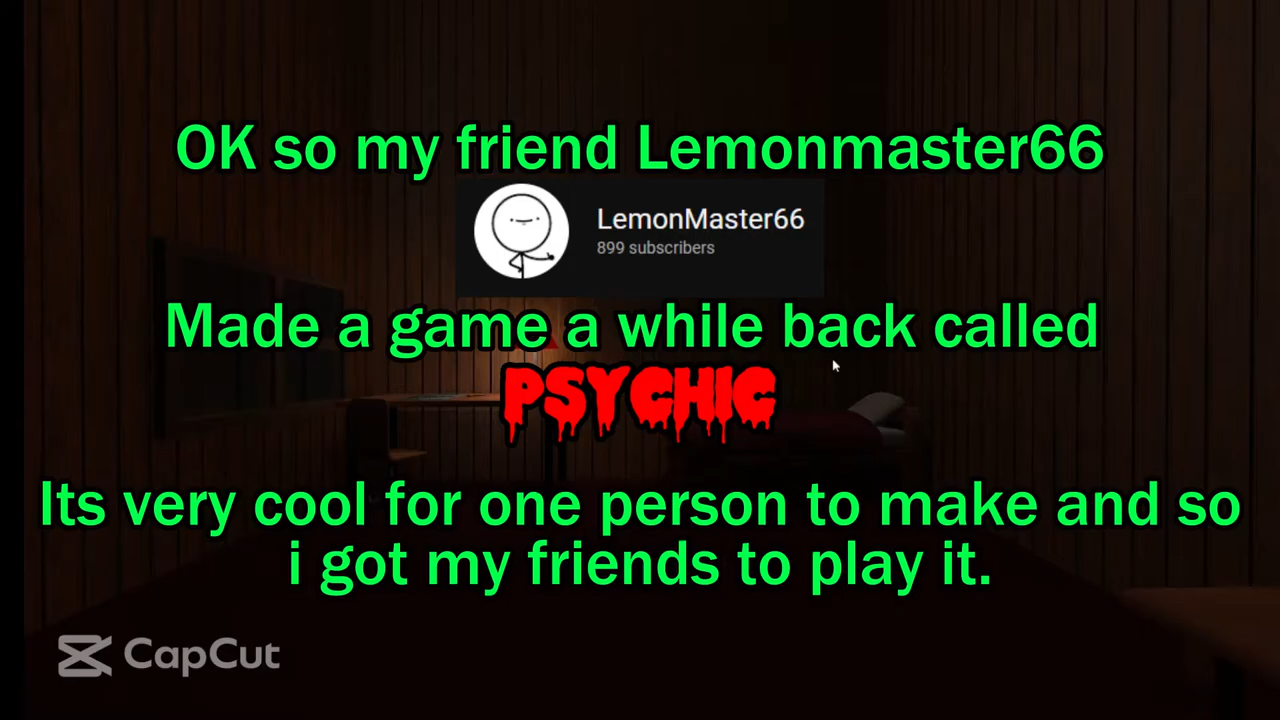 OK so my friend Lemonmaster66
LemonMaster66
899 subscribers
Made a game a while back called
PSYCHIC
Its very cool for one person to make and so
i got my friends to play it.
CapCut